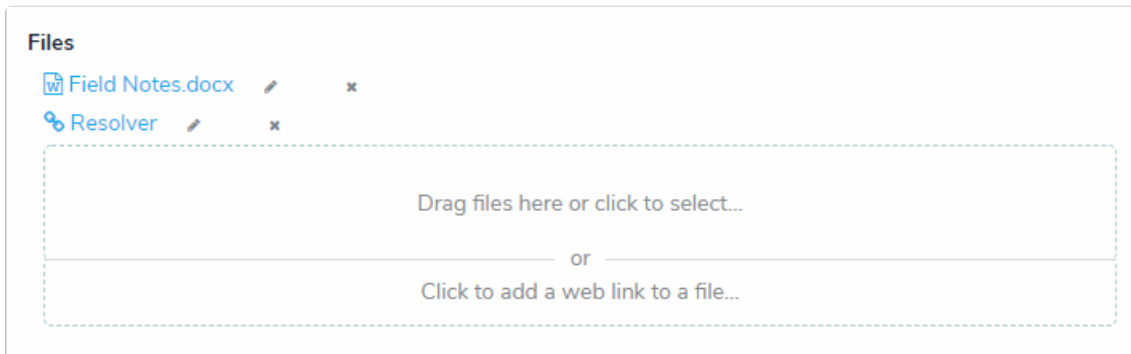 Files
Field Notes.docx
Resolver
Drag files here or click to select...
or
Click to add a web link to a file...